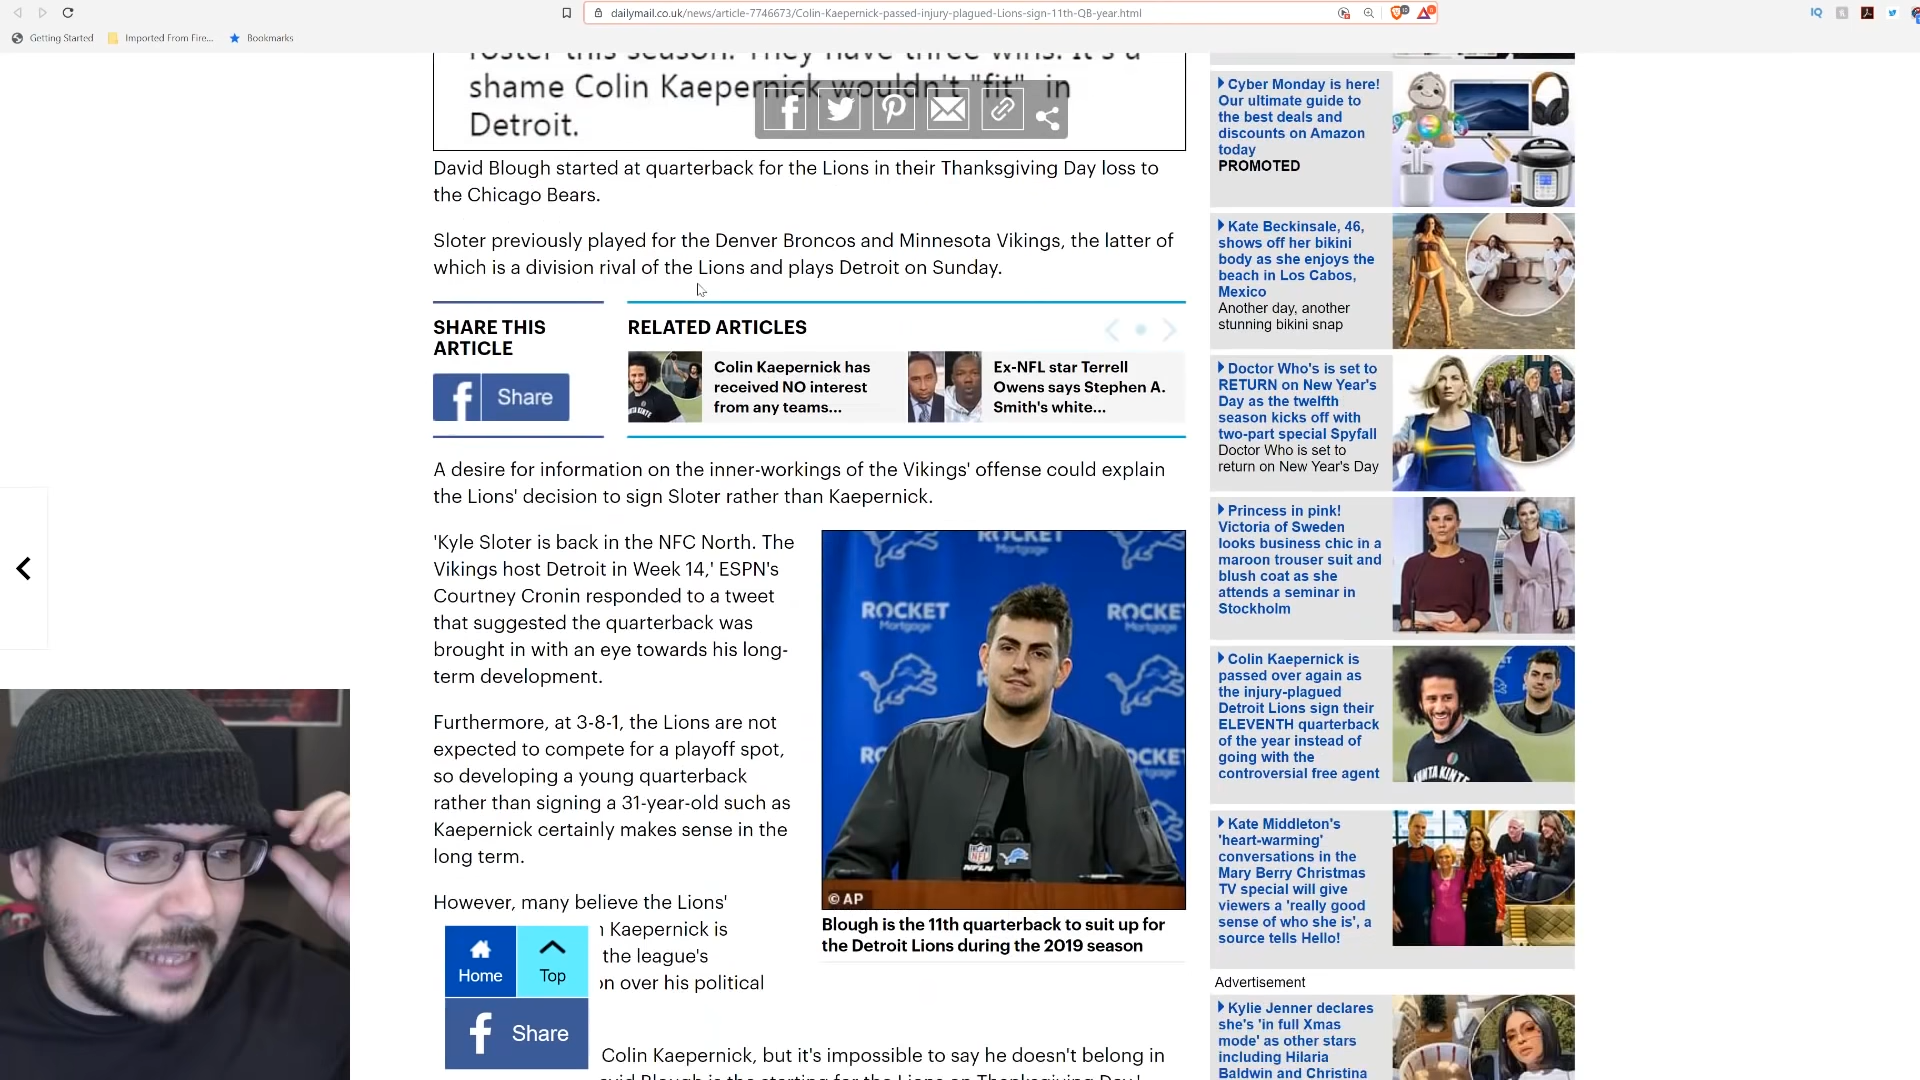 dailymail.co.uk/news/article-7746673/Colin-Kaepernick-passed-injury-plagued-Lions-sign-11th-QB-year.html
IQ
Getting Started
Imported From Fire...
Bookmarks
roster this season. They have three wins. It's a
shame Colin Kaepernick wouldn't "fit" in
Detroit.
David Blough started at quarterback for the Lions in their Thanksgiving Day loss to
the Chicago Bears.
Sloter previously played for the Denver Broncos and Minnesota Vikings, the latter of
which is a division rival of the Lions and plays Detroit on Sunday.
SHARE THIS
ARTICLE
f Share
RELATED ARTICLES
Colin Kaepernick has
received NO interest
from any teams...
Ex-NFL star Terrell
Owens says Stephen A.
Smith's white...
A desire for information on the inner-workings of the Vikings' offense could explain
the Lions' decision to sign Sloter rather than Kaepernick.
'Kyle Sloter is back in the NFC North. The
Vikings host Detroit in Week 14,' ESPN's
Courtney Cronin responded to a tweet
that suggested the quarterback was
brought in with an eye towards his long-
term development.
Furthermore, at 3-8-1, the Lions are not
expected to compete for a playoff spot,
so developing a young quarterback
rather than signing a 31-year-old such as
Kaepernick certainly makes sense in the
long term.
However, many believe the Lions'
Kaepernick is
the league's
over his political
Home
Top
f Share
Colin Kaepernick, but it's impossible to say he doesn't belong in
ROCKET
Mortgage
ROCKET
Mortgage
ROCKET
Mortgage
NFL
© AP
Blough is the 11th quarterback to suit up for
the Detroit Lions during the 2019 season
Cyber Monday is here!
Our ultimate guide to
the best deals and
discounts on Amazon
today
PROMOTED
Kate Beckinsale, 46,
shows off her bikini
body as she enjoys the
beach in Los Cabos,
Mexico
Another day, another
stunning bikini snap
Doctor Who's is set to
RETURN on New Year's
Day as the twelfth
season kicks off with
two-part special Spyfall
Doctor Who is set to
return on New Year's Day
Princess in pink!
Victoria of Sweden
looks business chic in a
maroon trouser suit and
blush coat as she
attends a seminar in
Stockholm
Colin Kaepernick is
passed over again as
the injury-plagued
Detroit Lions sign their
ELEVENTH quarterback
of the year instead of
going with the
controversial free agent
Kate Middleton's
'heart-warming'
conversations in the
Mary Berry Christmas
TV special will give
viewers a 'really good
sense of who she is', a
source tells Hello!
Advertisement
Kylie Jenner declares
she's 'in full Xmas
mode' as other stars
including Hilaria
Baldwin and Christina